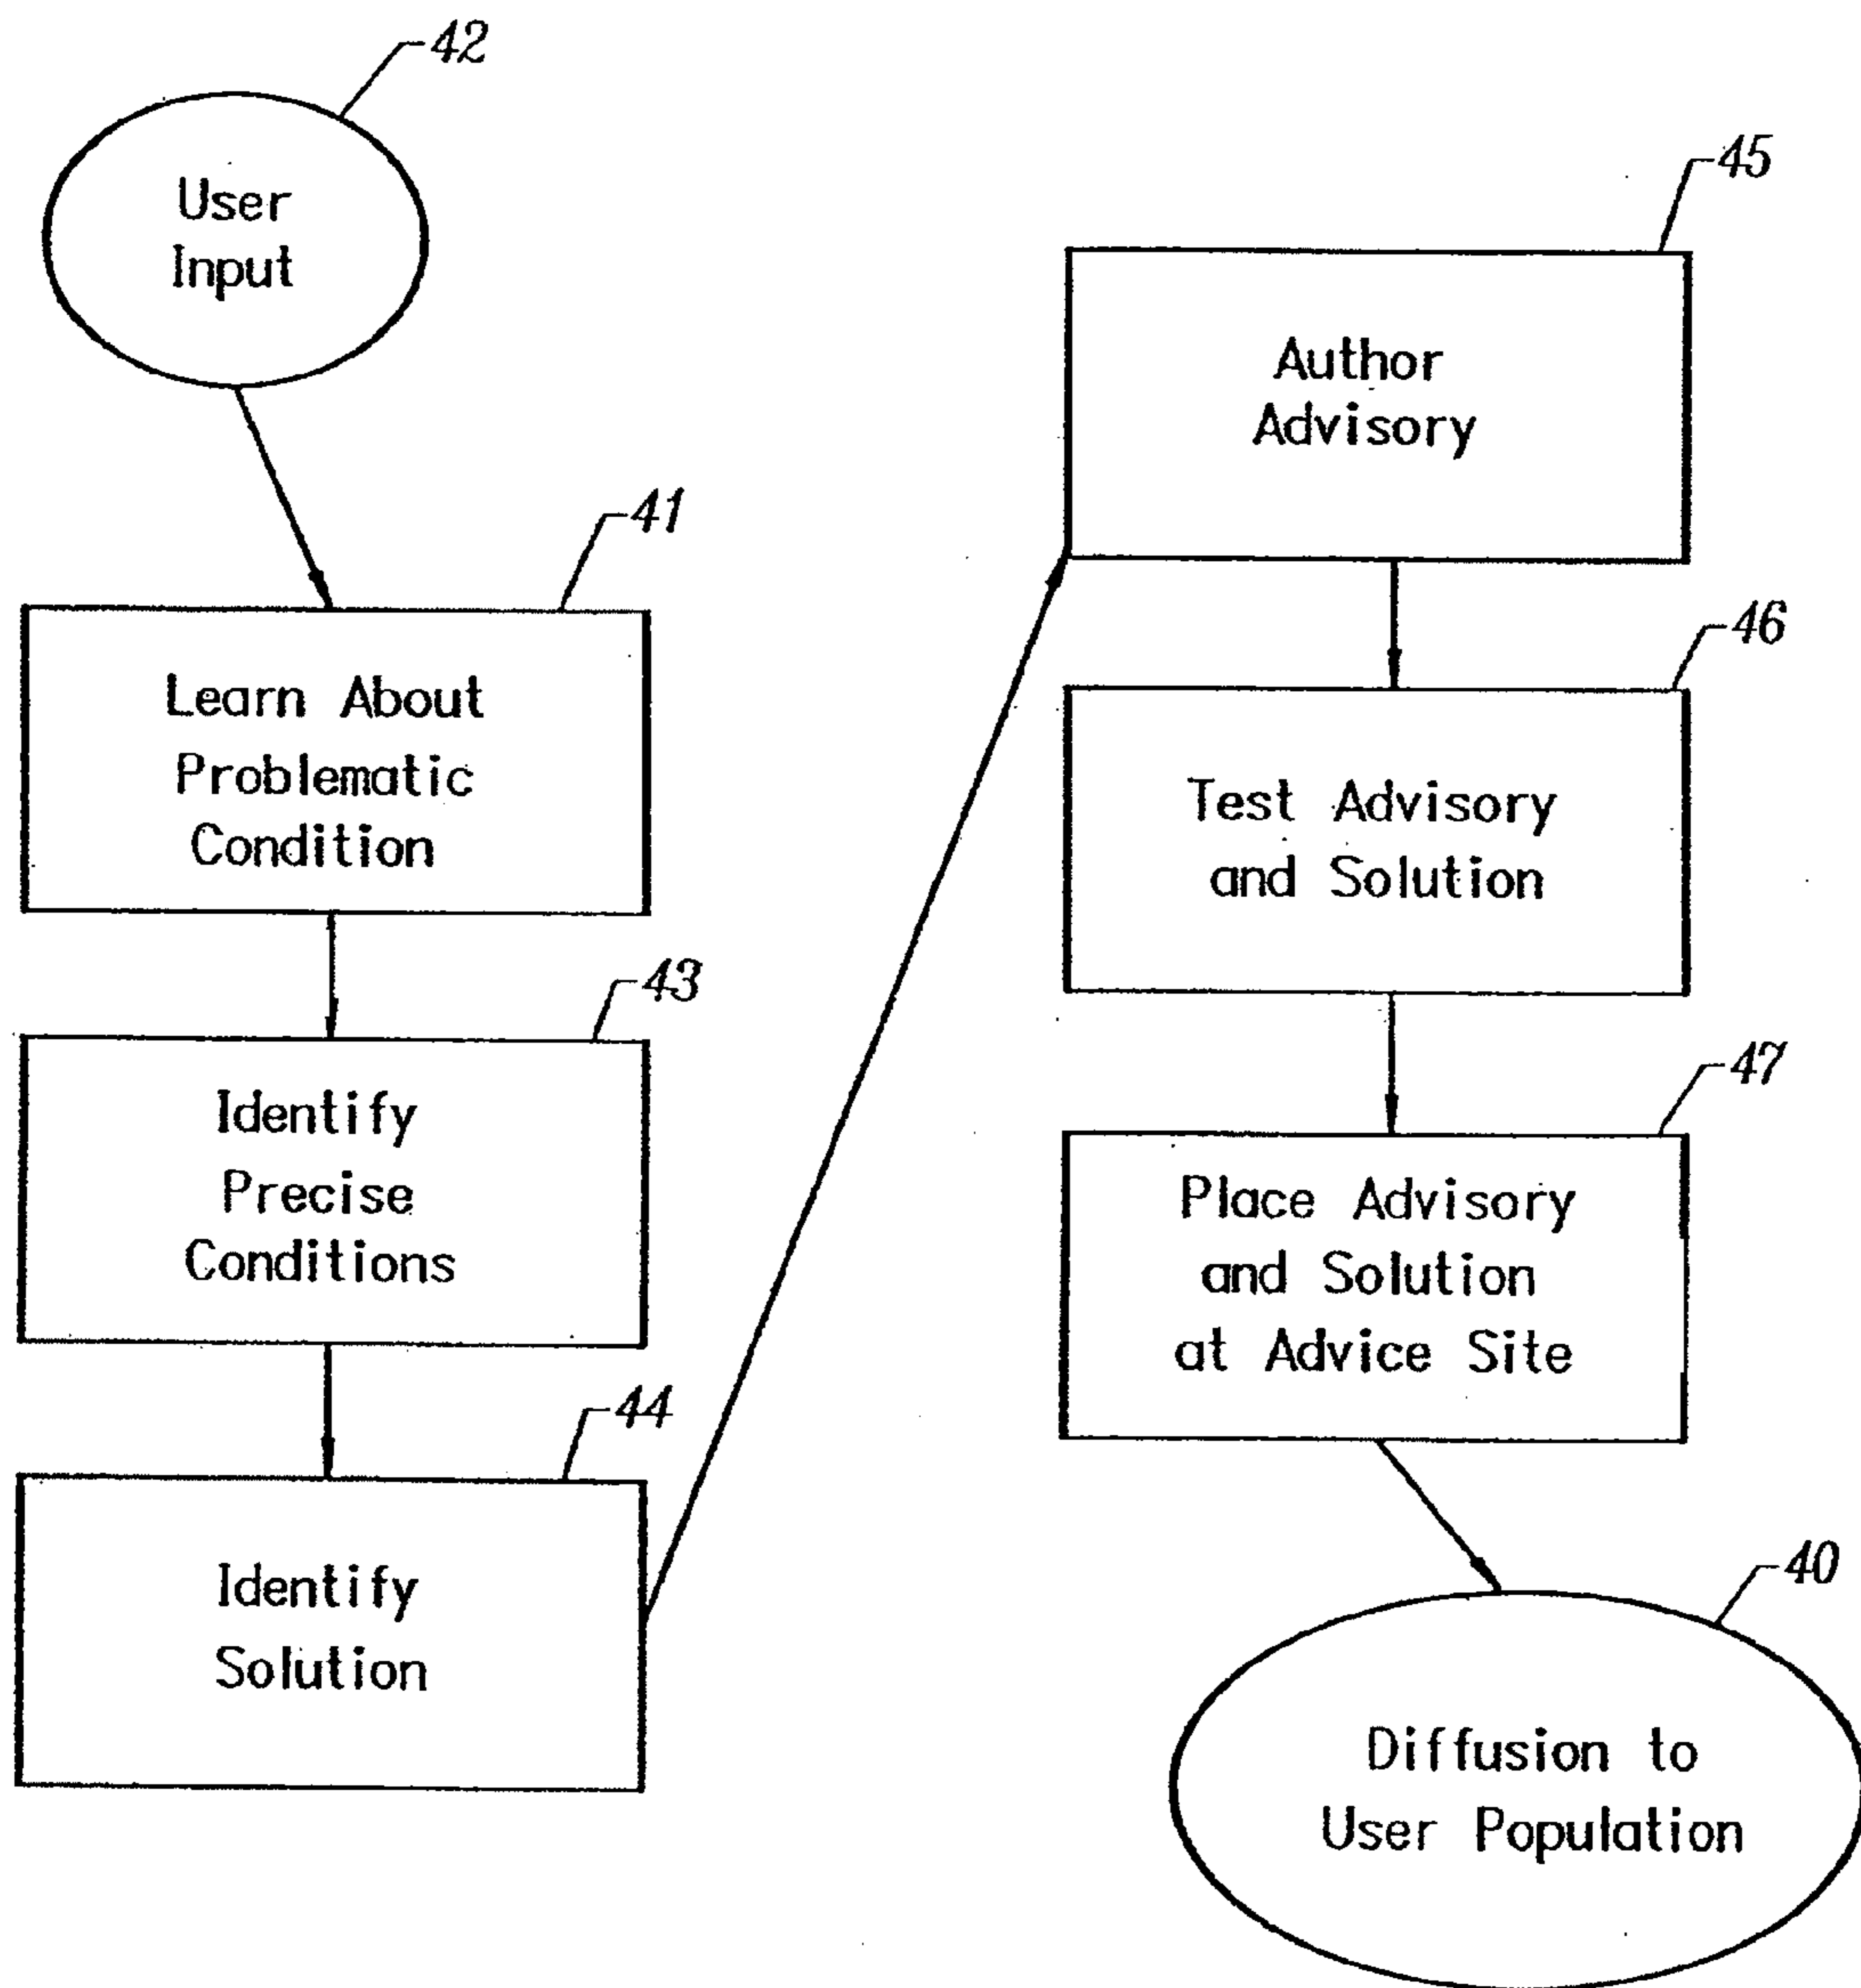 42
User
Input
41
Learn About
Problematic
Condition
43
Identify
Precise
Conditions
44
Identify
Solution
45
Author
Advisory
46
Test Advisory
and Solution
47
Place Advisory
and Solution
at Advice Site
40
Diffusion to
User Population